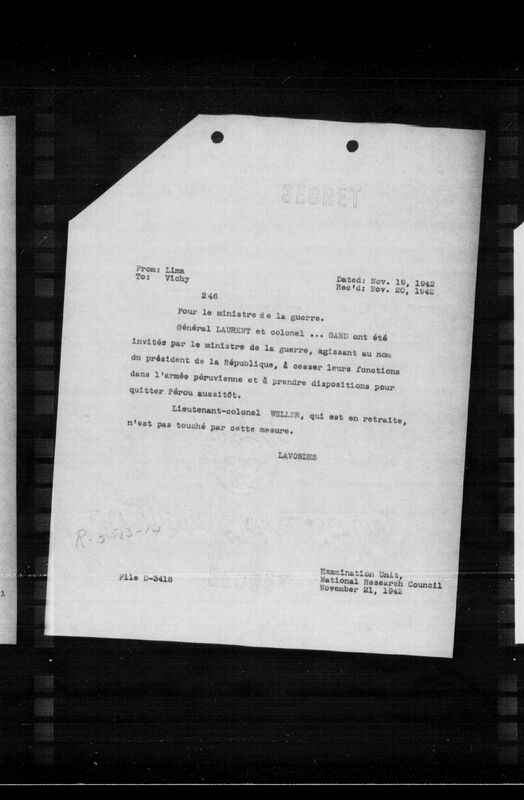 SECRET
From: Lima
To: Vichy
Dated: Nov. 19, 1942
Rec'd: Nov. 20, 1942
246
Pour le ministre de la guerre.
Général LAURENT et colonel ... GAND ont été
invités par le ministre de la guerre, agissant au nom
du président de la République, à cesser leurs fonctions
dans l'armée péruvienne et à prendre dispositions pour
quitter Pérou aussitôt.
Lieutenant-colonel WELLER, qui est en retraite,
n'est pas touché par cette mesure.
LAVONDES
File D-3418
SECRET
Examination Unit,
National Research Council
November 21, 1942